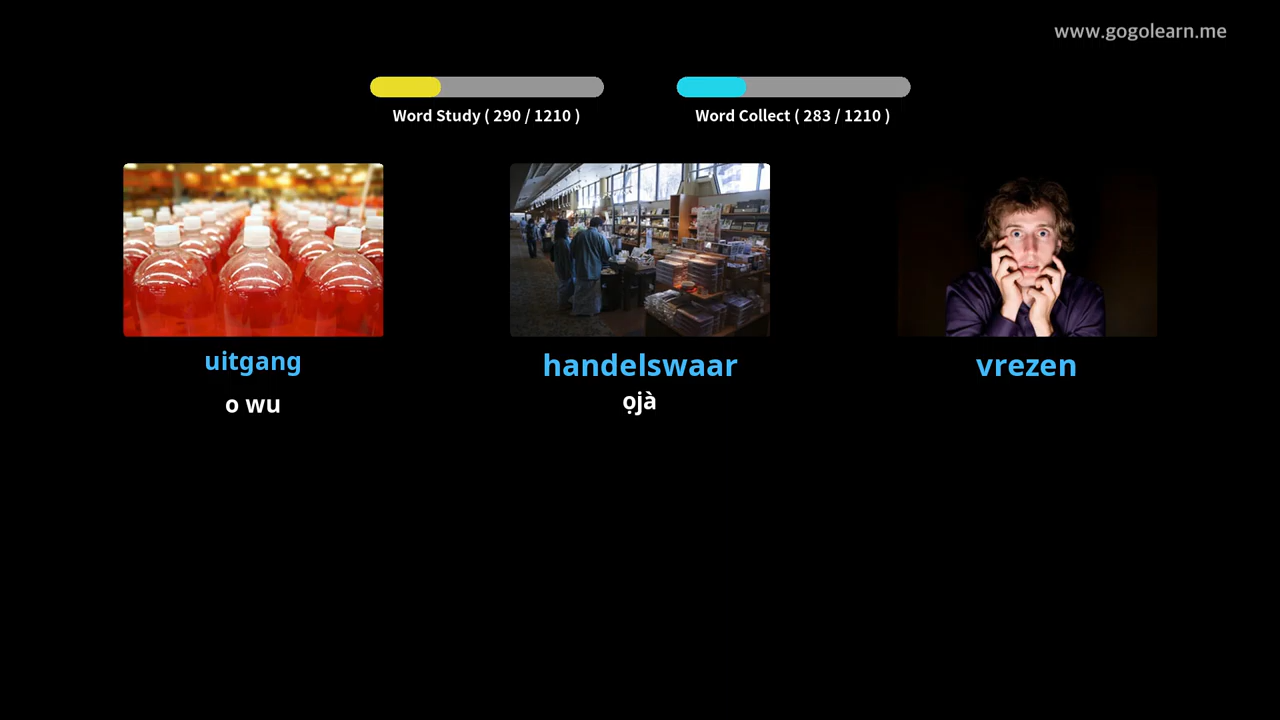 www.gogolearn.me
Word Study ( 290 / 1210 )
Word Collect ( 283 / 1210 )
uitgang
handelswaar
vrezen
o wu
ọjà